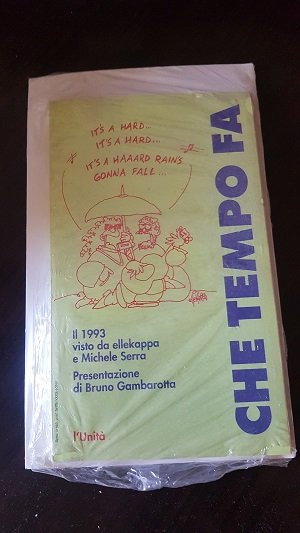 IT'S A HARD...
IT'S A HARD...
IT'S A HAAARD RAIN'S
GONNA FALL...
CHE TEMPO FA
Il 1993
visto da ellekappa
e Michele Serra
Presentazione
di Bruno Gambarotta
l'Unità